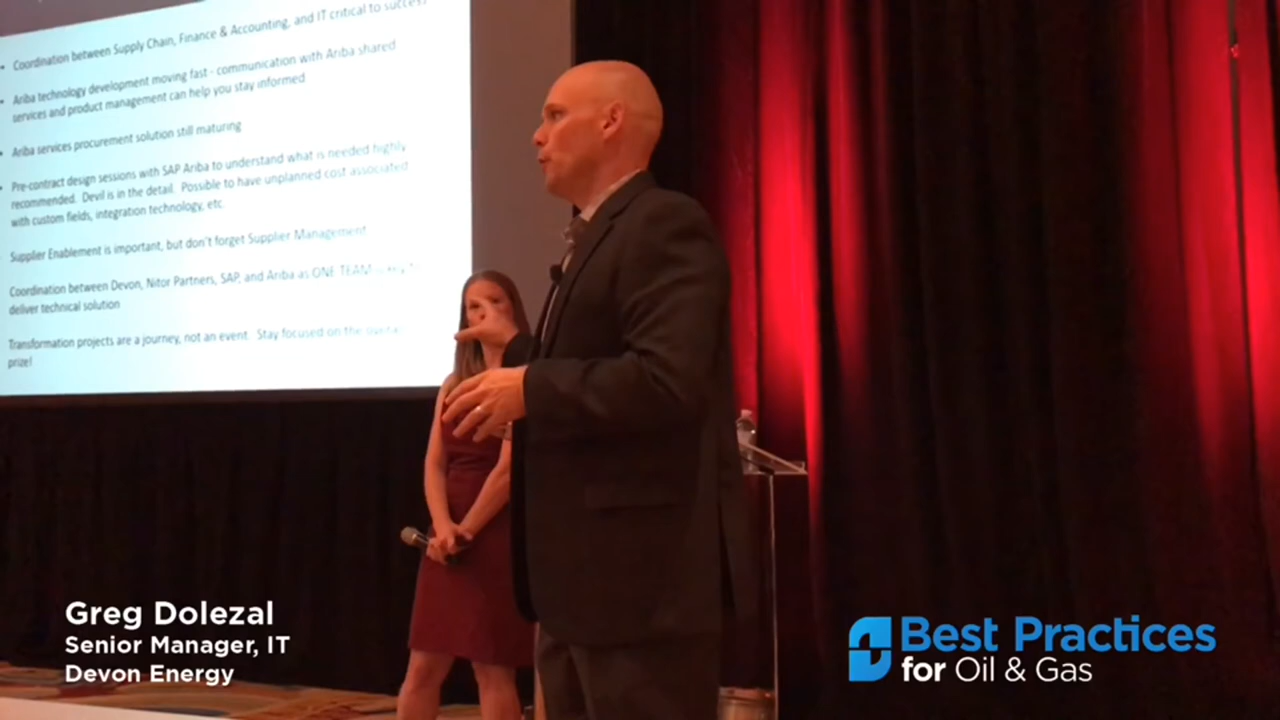 Coordination between Supply Chain, Finance & Accounting, and IT critical to success
Ariba technology development moving fast - communication with Ariba shared
services and product management can help you stay informed
Ariba services procurement solution still maturing
Pre-contract design sessions with SAP Ariba to understand what is needed highly
recommended. Devil is in the detail. Possible to have unplanned cost associated
with custom fields, integration technology, etc.
Supplier Enablement is important, but don't forget Supplier Management
Coordination between Devon, Nitor Partners, SAP, and Ariba as ONE TEAM
deliver technical solution
Transformation projects are a journey, not an event. Stay focused on the
prize!
Greg Dolezal
Senior Manager, IT
Devon Energy
Best Practices
for Oil & Gas